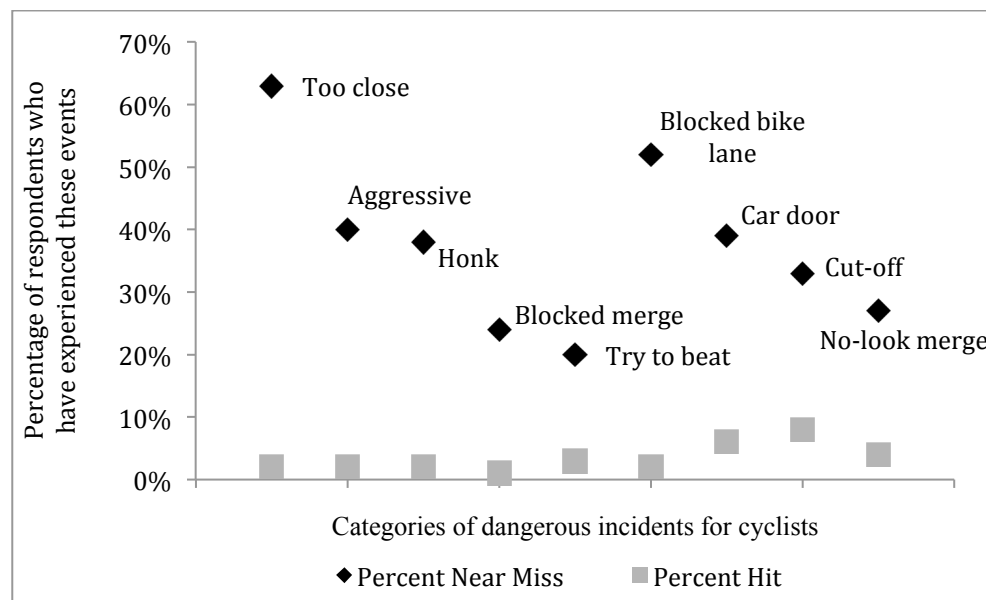 Percentage of respondents who
have experienced these events
70%
60%
50%
40%
30%
20%
10%
0%
Too close
Aggressive
Honk
Blocked merge
Try to beat
Blocked bike
lane
Car door
Cut-off
No-look merge
Categories of dangerous incidents for cyclists
Percent Near Miss
Percent Hit